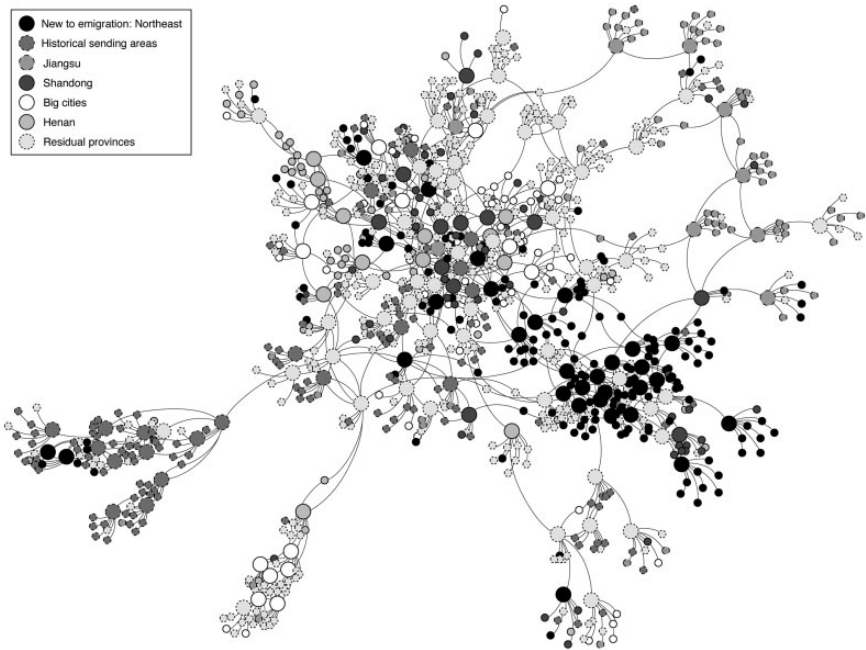 New to emigration: Northeast
Historical sending areas
Jiangsu
Shandong
Big cities
Henan
Residual provinces